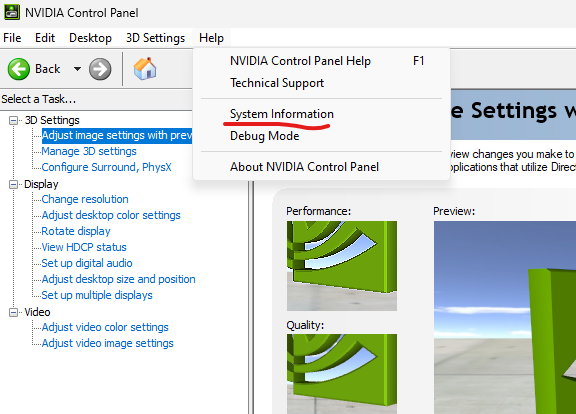 NVIDIA Control Panel
File Edit Desktop 3D Settings Help
Back
NVIDIA Control Panel Help F1
Technical Support
System Information
Debug Mode
About NVIDIA Control Panel
Select a Task...
3D Settings
Adjust image settings with prev
Manage 3D settings
Configure Surround, PhysX
Display
Change resolution
Adjust desktop color settings
Rotate display
View HDCP status
Set up digital audio
Adjust desktop size and position
Set up multiple displays
Video
Adjust video color settings
Adjust video image settings
e Settings w
view changes you make to
plications that utilize Direct
Performance:
Preview:
Quality: